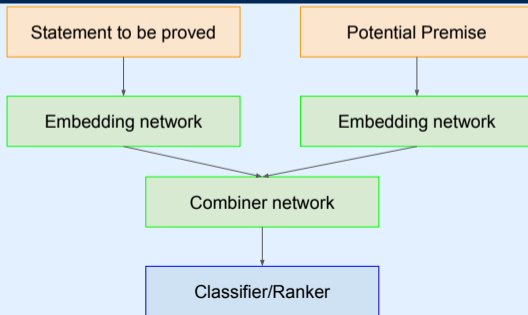 Statement to be proved
Potential Premise
Embedding network
Embedding network
Combiner network
Classifier/Ranker